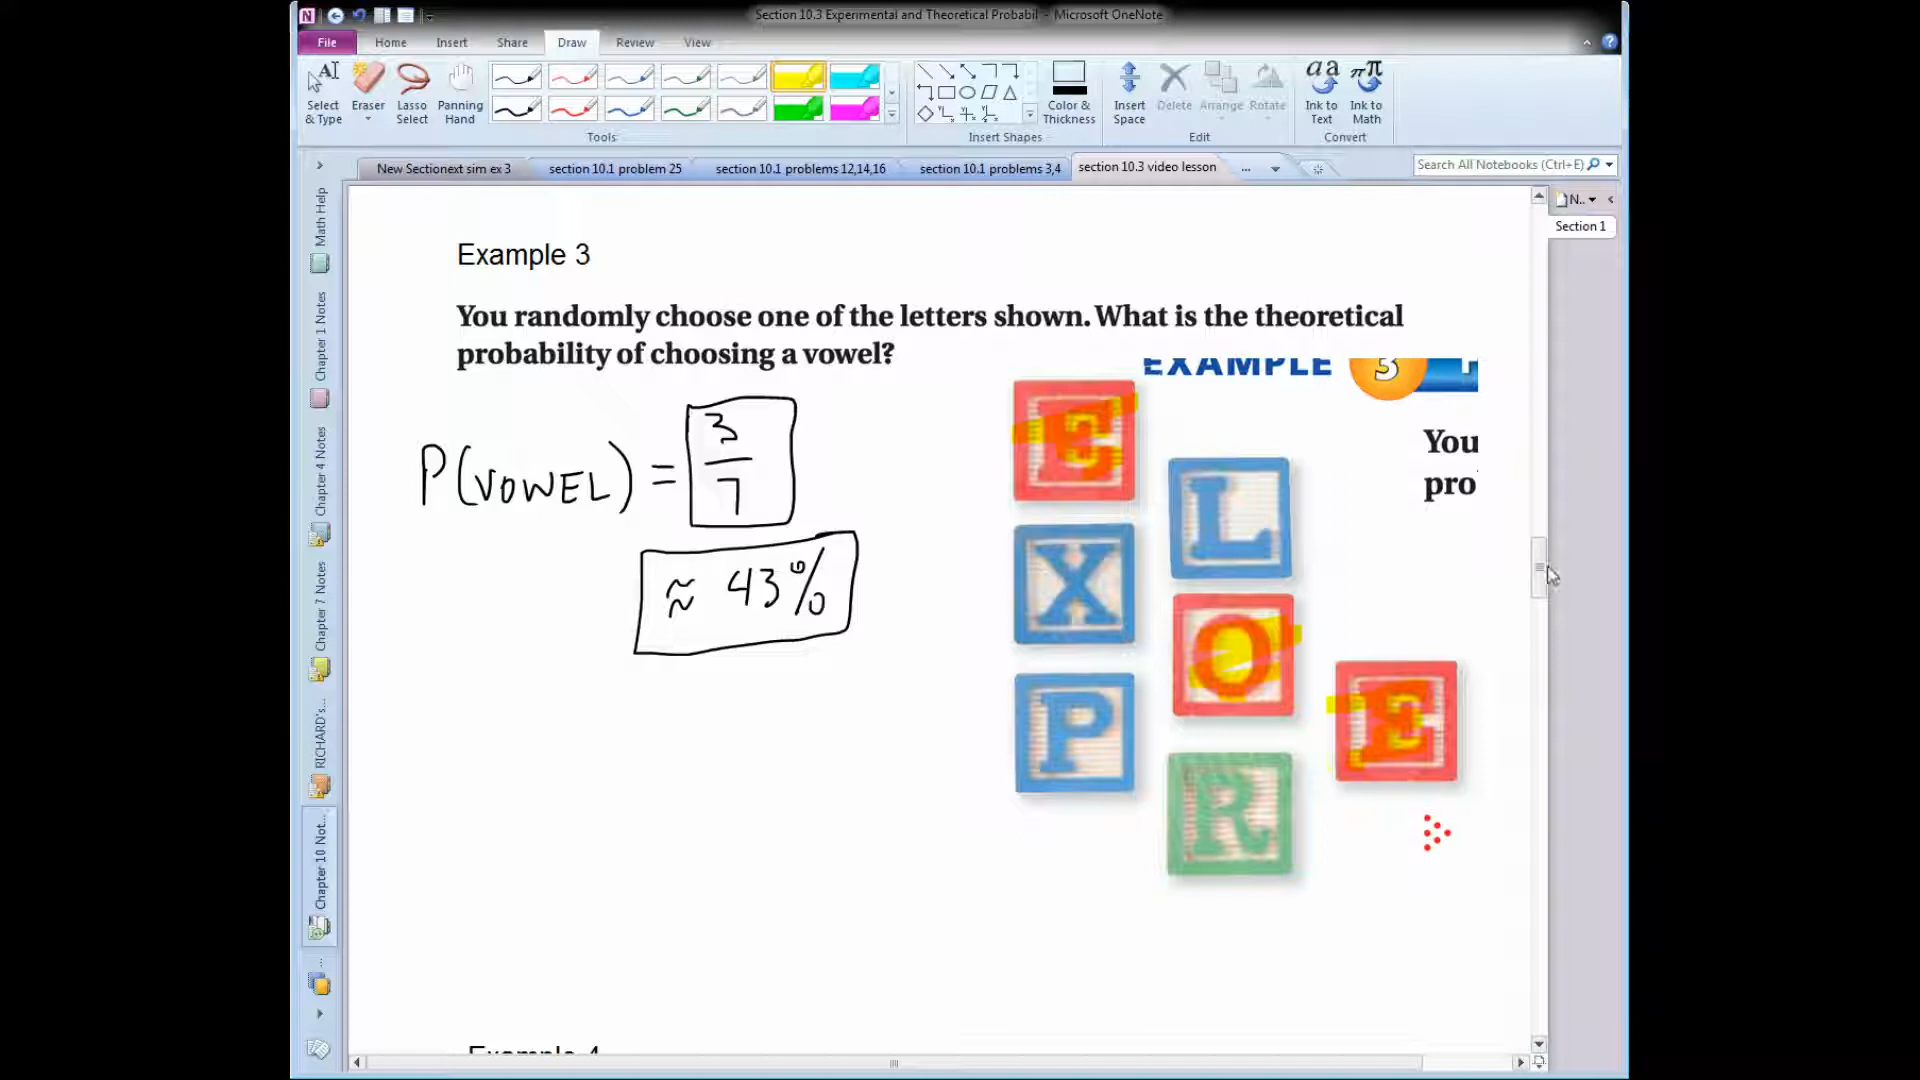 Section 10.3 Experimental and Theoretical Probabil - Microsoft OneNote
File Home Insert Share Draw Review View
Select & Type
Eraser
Lasso Select
Panning Hand
Color & Thickness
Insert Space
Delete
Arrange
Rotate
Ink to Text
Ink to Math
Tools
Insert Shapes
Edit
Convert
New Sectionext sim ex 3
section 10.1 problem 25
section 10.1 problems 12,14,16
section 10.1 problems 3,4
section 10.3 video lesson
...
Search All Notebooks (Ctrl+E)
N..
Section 1
Math Help
Chapter 1 Notes
Chapter 4 Notes
Chapter 7 Notes
RICHARD's...
Chapter 10 Not...
Example 3
You randomly choose one of the letters shown. What is the theoretical
probability of choosing a vowel?
EXAMPLE 3
You
pro
P(VOWEL) = 3/7
≈ 43%
E
X
P
L
O
R
E
Example 4